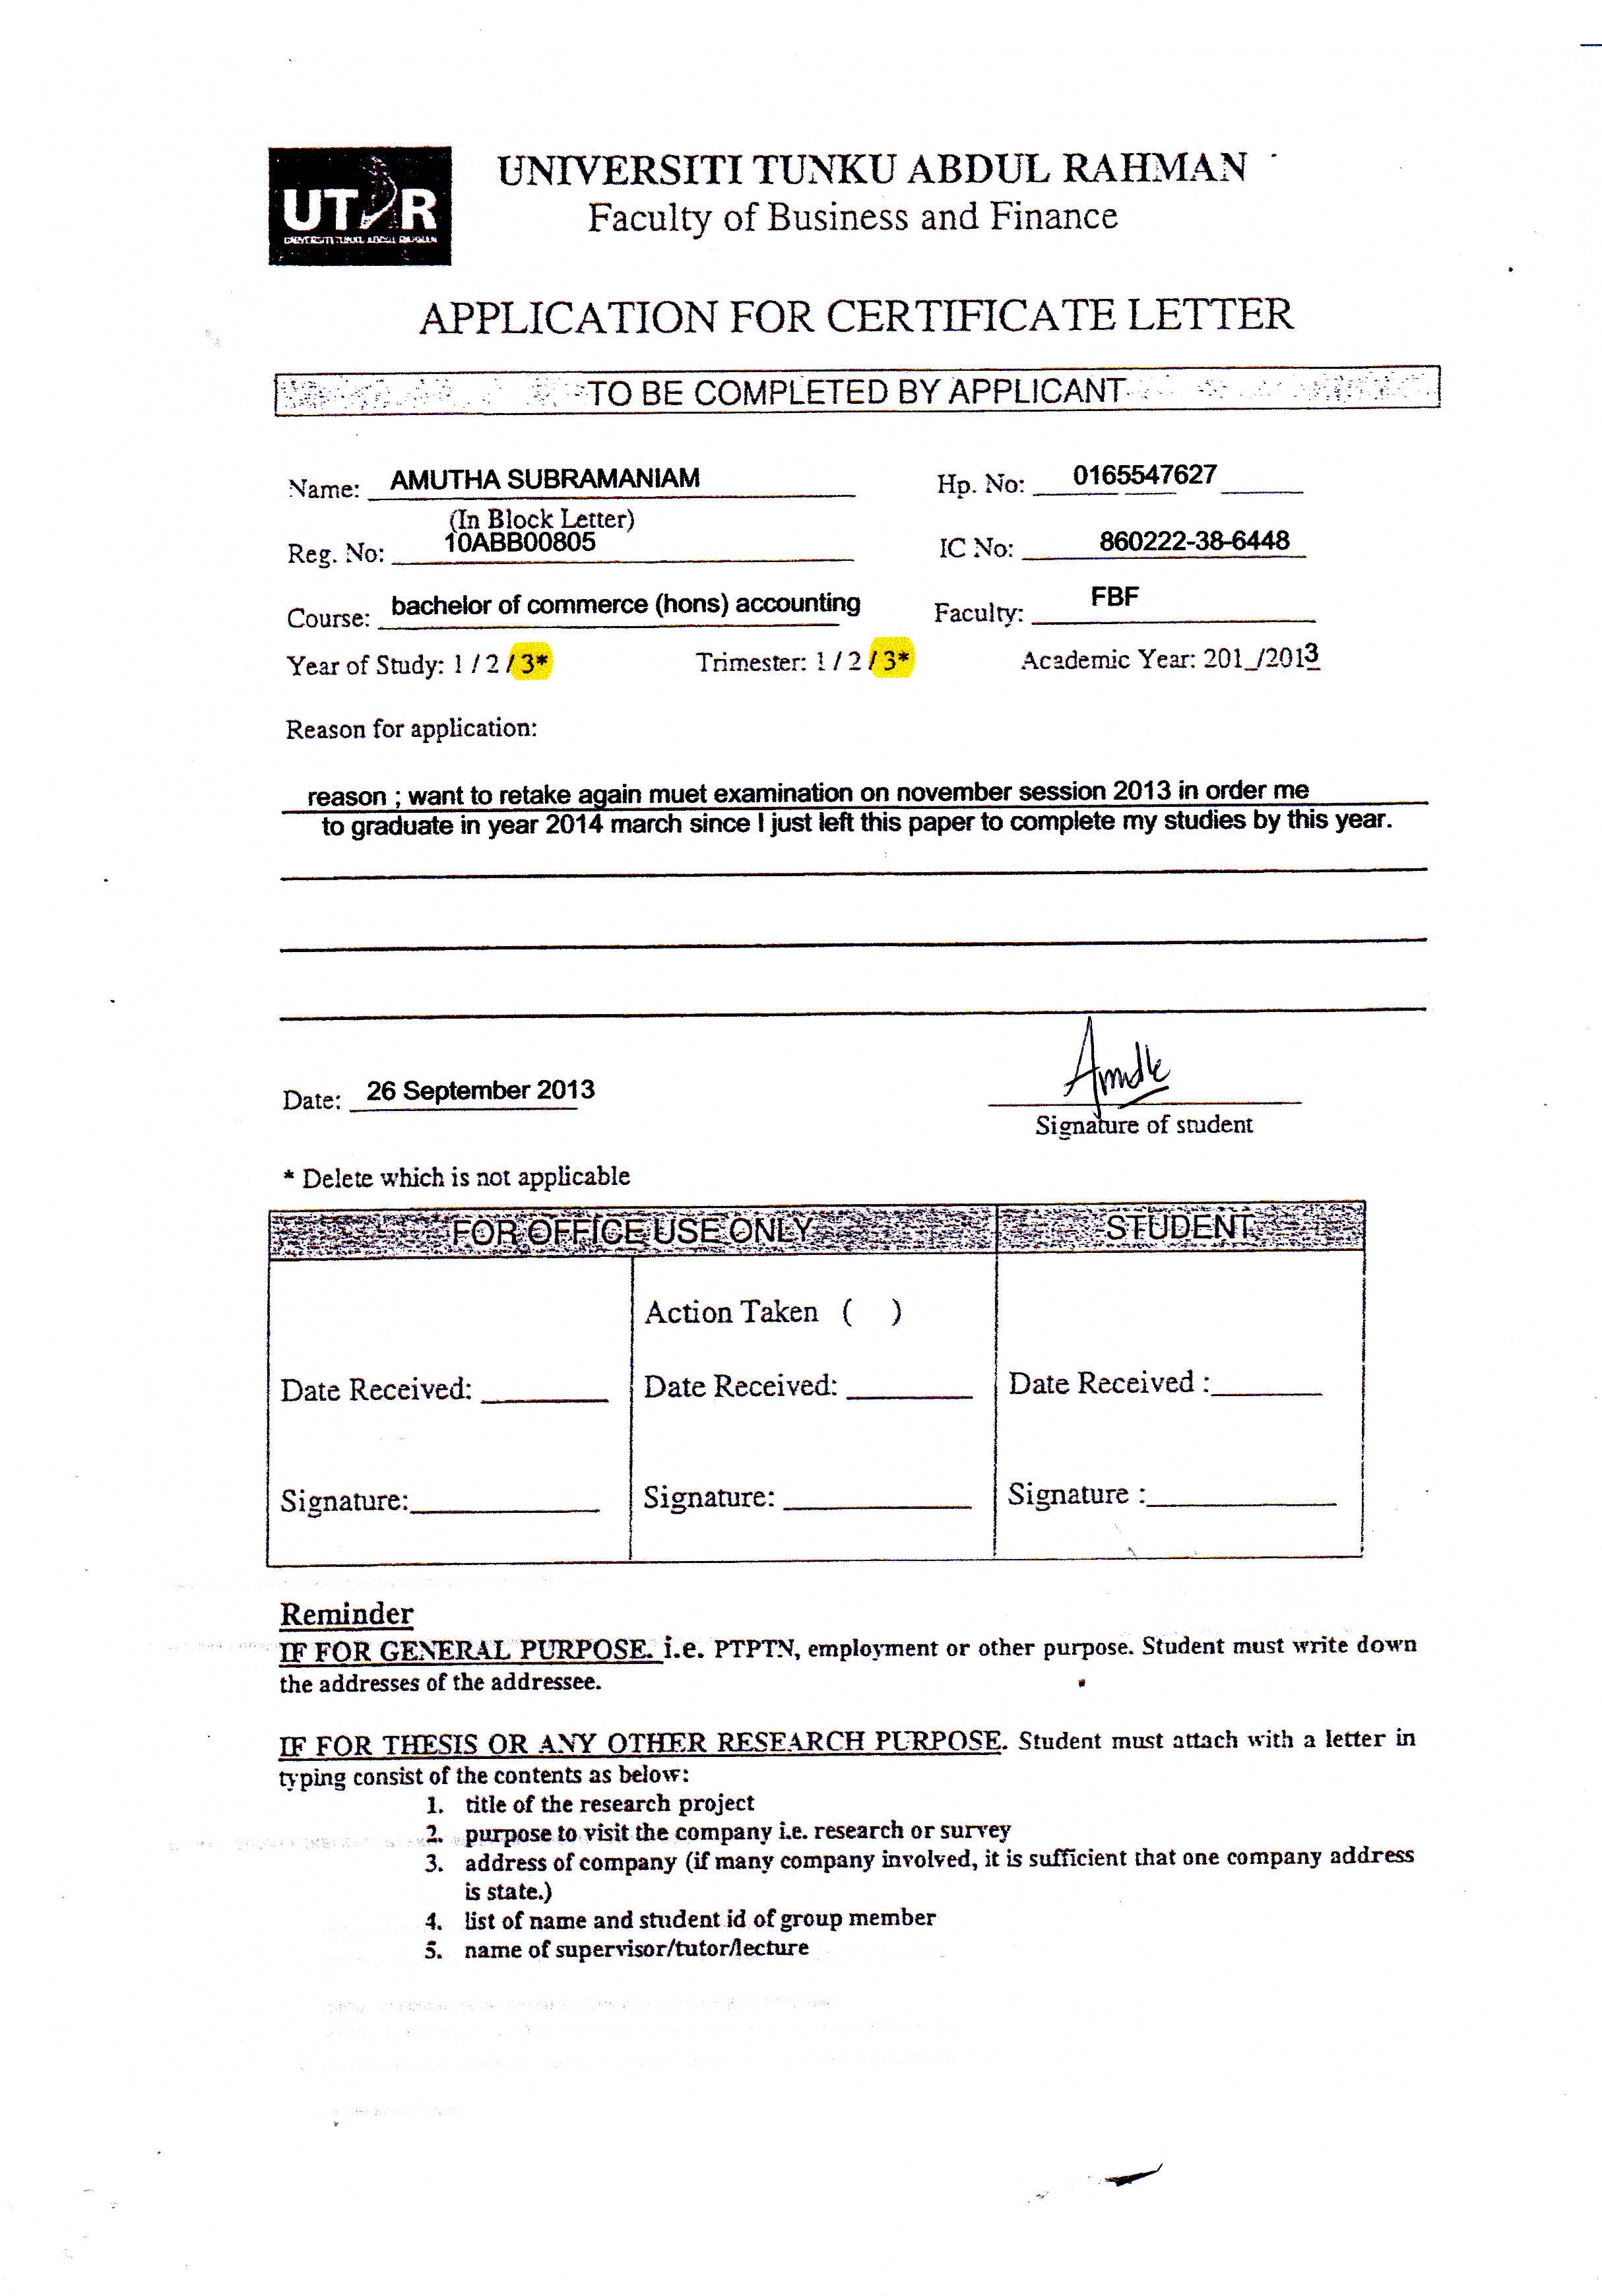 UTAR
UNIVERSITI TUNKU ABDUL RAHMAN
UNIVERSITI TUNKU ABDUL RAHMAN
Faculty of Business and Finance
APPLICATION FOR CERTIFICATE LETTER
TO BE COMPLETED BY APPLICANT
Name: AMUTHA SUBRAMANIAM Hp. No: 0165547627
(In Block Letter)
Reg. No: 10ABB00805 IC No: 860222-38-6448
Course: bachelor of commerce (hons) accounting Faculty: FBF
Year of Study: 1 / 2 / 3* Trimester: 1 / 2 / 3* Academic Year: 201_/2013
Reason for application:
reason ; want to retake again muet examination on november session 2013 in order me
to graduate in year 2014 march since I just left this paper to complete my studies by this year.
Date: 26 September 2013
Signature of student
* Delete which is not applicable
FOR OFFICE USE ONLY STUDENT
Action Taken ( )
Date Received: Date Received: Date Received :
Signature: Signature: Signature :
Reminder
IF FOR GENERAL PURPOSE. i.e. PTPTN, employment or other purpose. Student must write down
the addresses of the addressee.
IF FOR THESIS OR ANY OTHER RESEARCH PURPOSE. Student must attach with a letter in
typing consist of the contents as below:
1. title of the research project
2. purpose to visit the company i.e. research or survey
3. address of company (if many company involved, it is sufficient that one company address
is state.)
4. list of name and student id of group member
5. name of supervisor/tutor/lecture